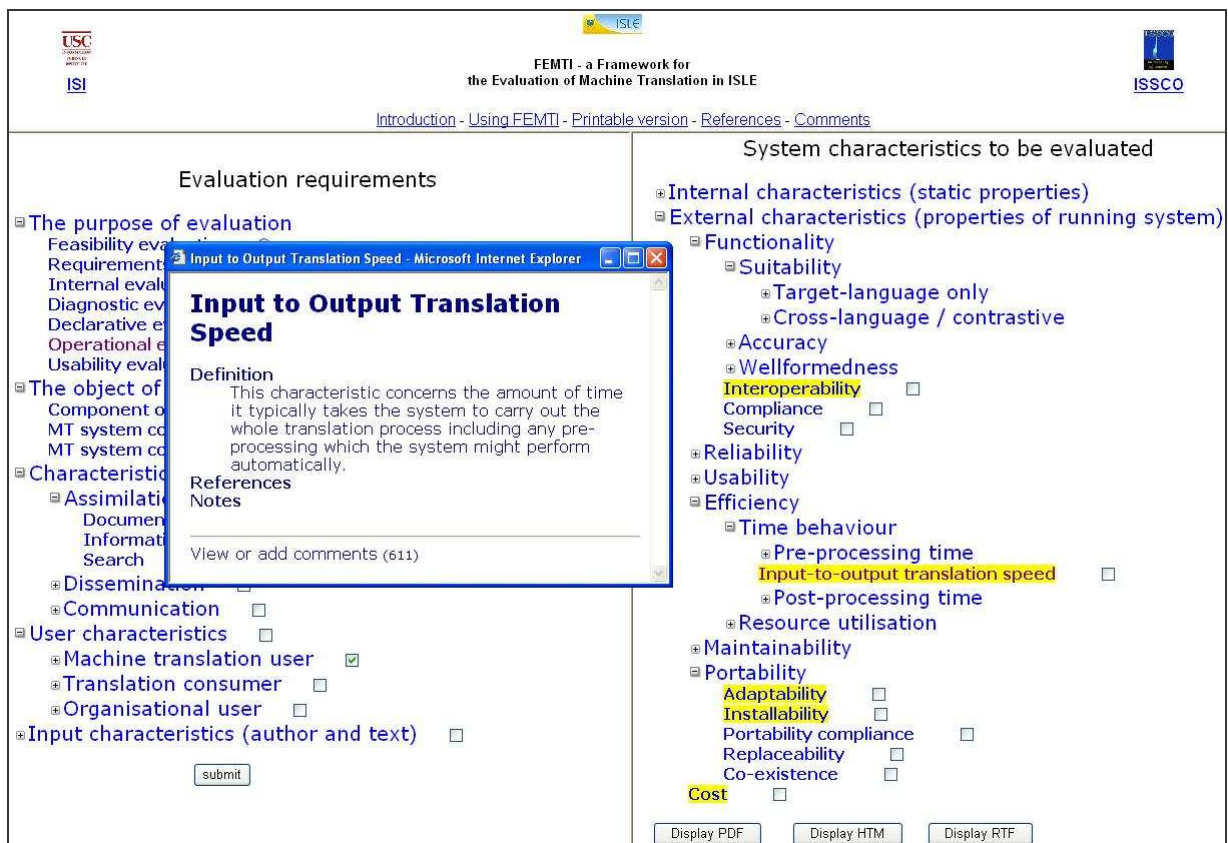 ISLE
USC
ISI
FEMTI - a Framework for
the Evaluation of Machine Translation in ISLE
ISSCO
Introduction - Using FEMTI - Printable version - References - Comments
Evaluation requirements
The purpose of evaluation
Feasibility
Requirements
Internal
Diagnostic
Declarative
Operational
Usability
The object of
Component
MT system
MT system
Assimilati
Documen
Informati
Search
Dissemination
Communication
User characteristics
Machine translation user
Translation consumer
Organisational user
Input characteristics (author and text)
submit
Input to Output Translation Speed - Microsoft Internet Explorer
Input to Output Translation
Speed
Definition
This characteristic concerns the amount of time
it typically takes the system to carry out the
whole translation process including any pre-
processing which the system might perform
automatically.
References
Notes
View or add comments (611)
System characteristics to be evaluated
Internal characteristics (static properties)
External characteristics (properties of running system)
Functionality
Suitability
Target-language only
Cross-language / contrastive
Accuracy
Wellformedness
Interoperability
Compliance
Security
Reliability
Usability
Efficiency
Time behaviour
Pre-processing time
Input-to-output translation speed
Post-processing time
Resource utilisation
Maintainability
Portability
Adaptability
Installability
Portability compliance
Replaceability
Co-existence
Cost
Display PDF
Display HTM
Display RTF